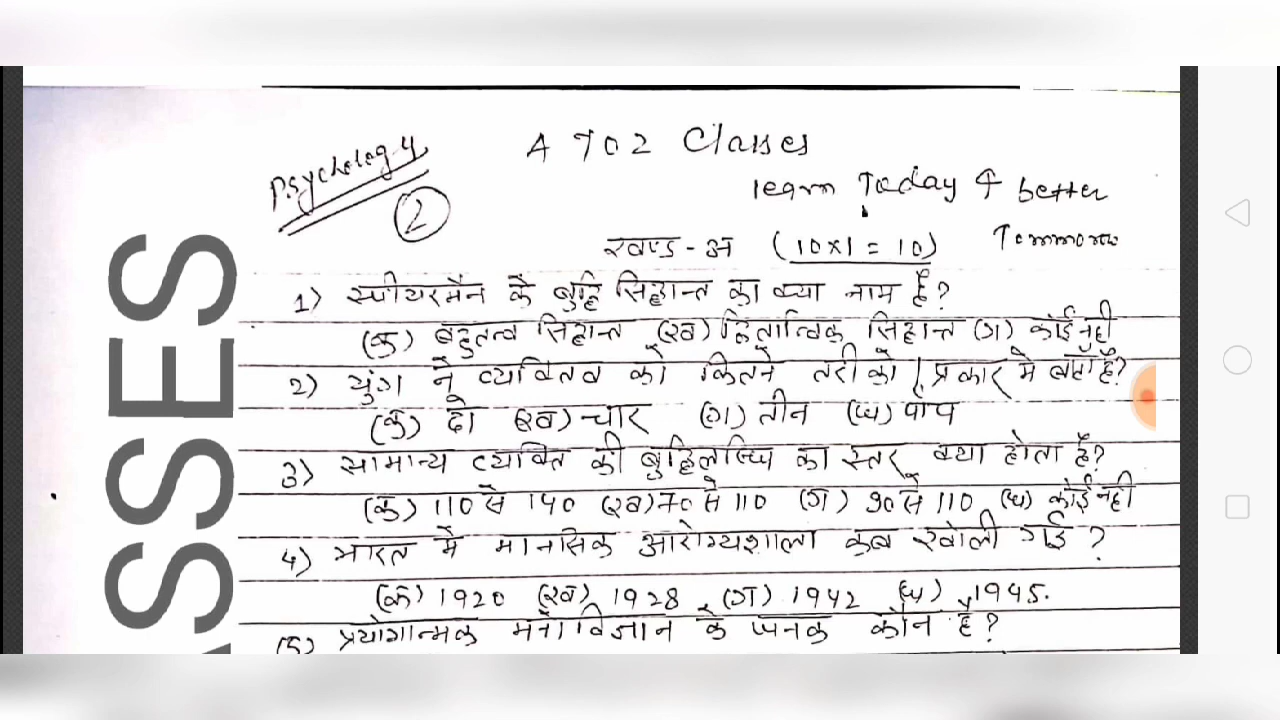 Psychology
2
A 702 Classes
learn Today 4 better
Tommorow
खण्ड - अ (10×1 = 10)
1) स्पीयरमैन के बुद्धि सिद्धान्त का क्या नाम है?
(क) बहुतत्व सिद्धान्त (ख) द्वितात्विक सिद्धान्त (ग) कोई नही
2) युंग ने व्यक्तित्व को कितने तरीको / प्रकार मे बाँटा है?
(क) दो (ख) चार (ग) तीन (घ) पांच
3) सामान्य व्यक्ति की बुद्धिलब्धि का स्तर क्या होता है?
(क) 110 से 140 (ख) 70 से 110 (ग) 90 से 110 (घ) कोई नही
4) भारत में मानसिक आरोग्यशाला कब खोली गई ?
(क) 1920 (ख) 1928 (ग) 1942 (घ) 1945.
(5) प्रयोगात्मक मनोविज्ञान के जनक कौन है?
ASSES